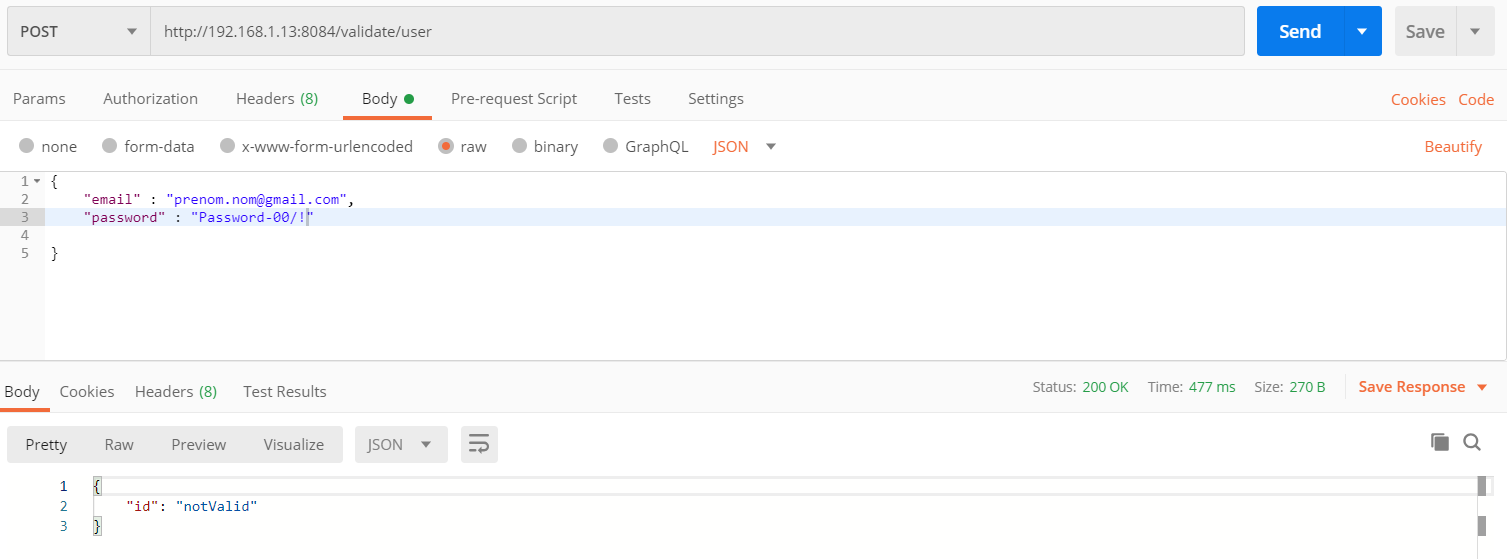 POST http://192.168.1.13:8084/validate/user Send Save
Params Authorization Headers (8) Body Pre-request Script Tests Settings Cookies Code
none form-data x-www-form-urlencoded raw binary GraphQL JSON Beautify
1 {
2 "email" : "prenom.nom@gmail.com",
3 "password" : "Password-00/!"
4
5 }
Body Cookies Headers (8) Test Results Status: 200 OK Time: 477 ms Size: 270 B Save Response
Pretty Raw Preview Visualize JSON
1 {
2 "id": "notValid"
3 }